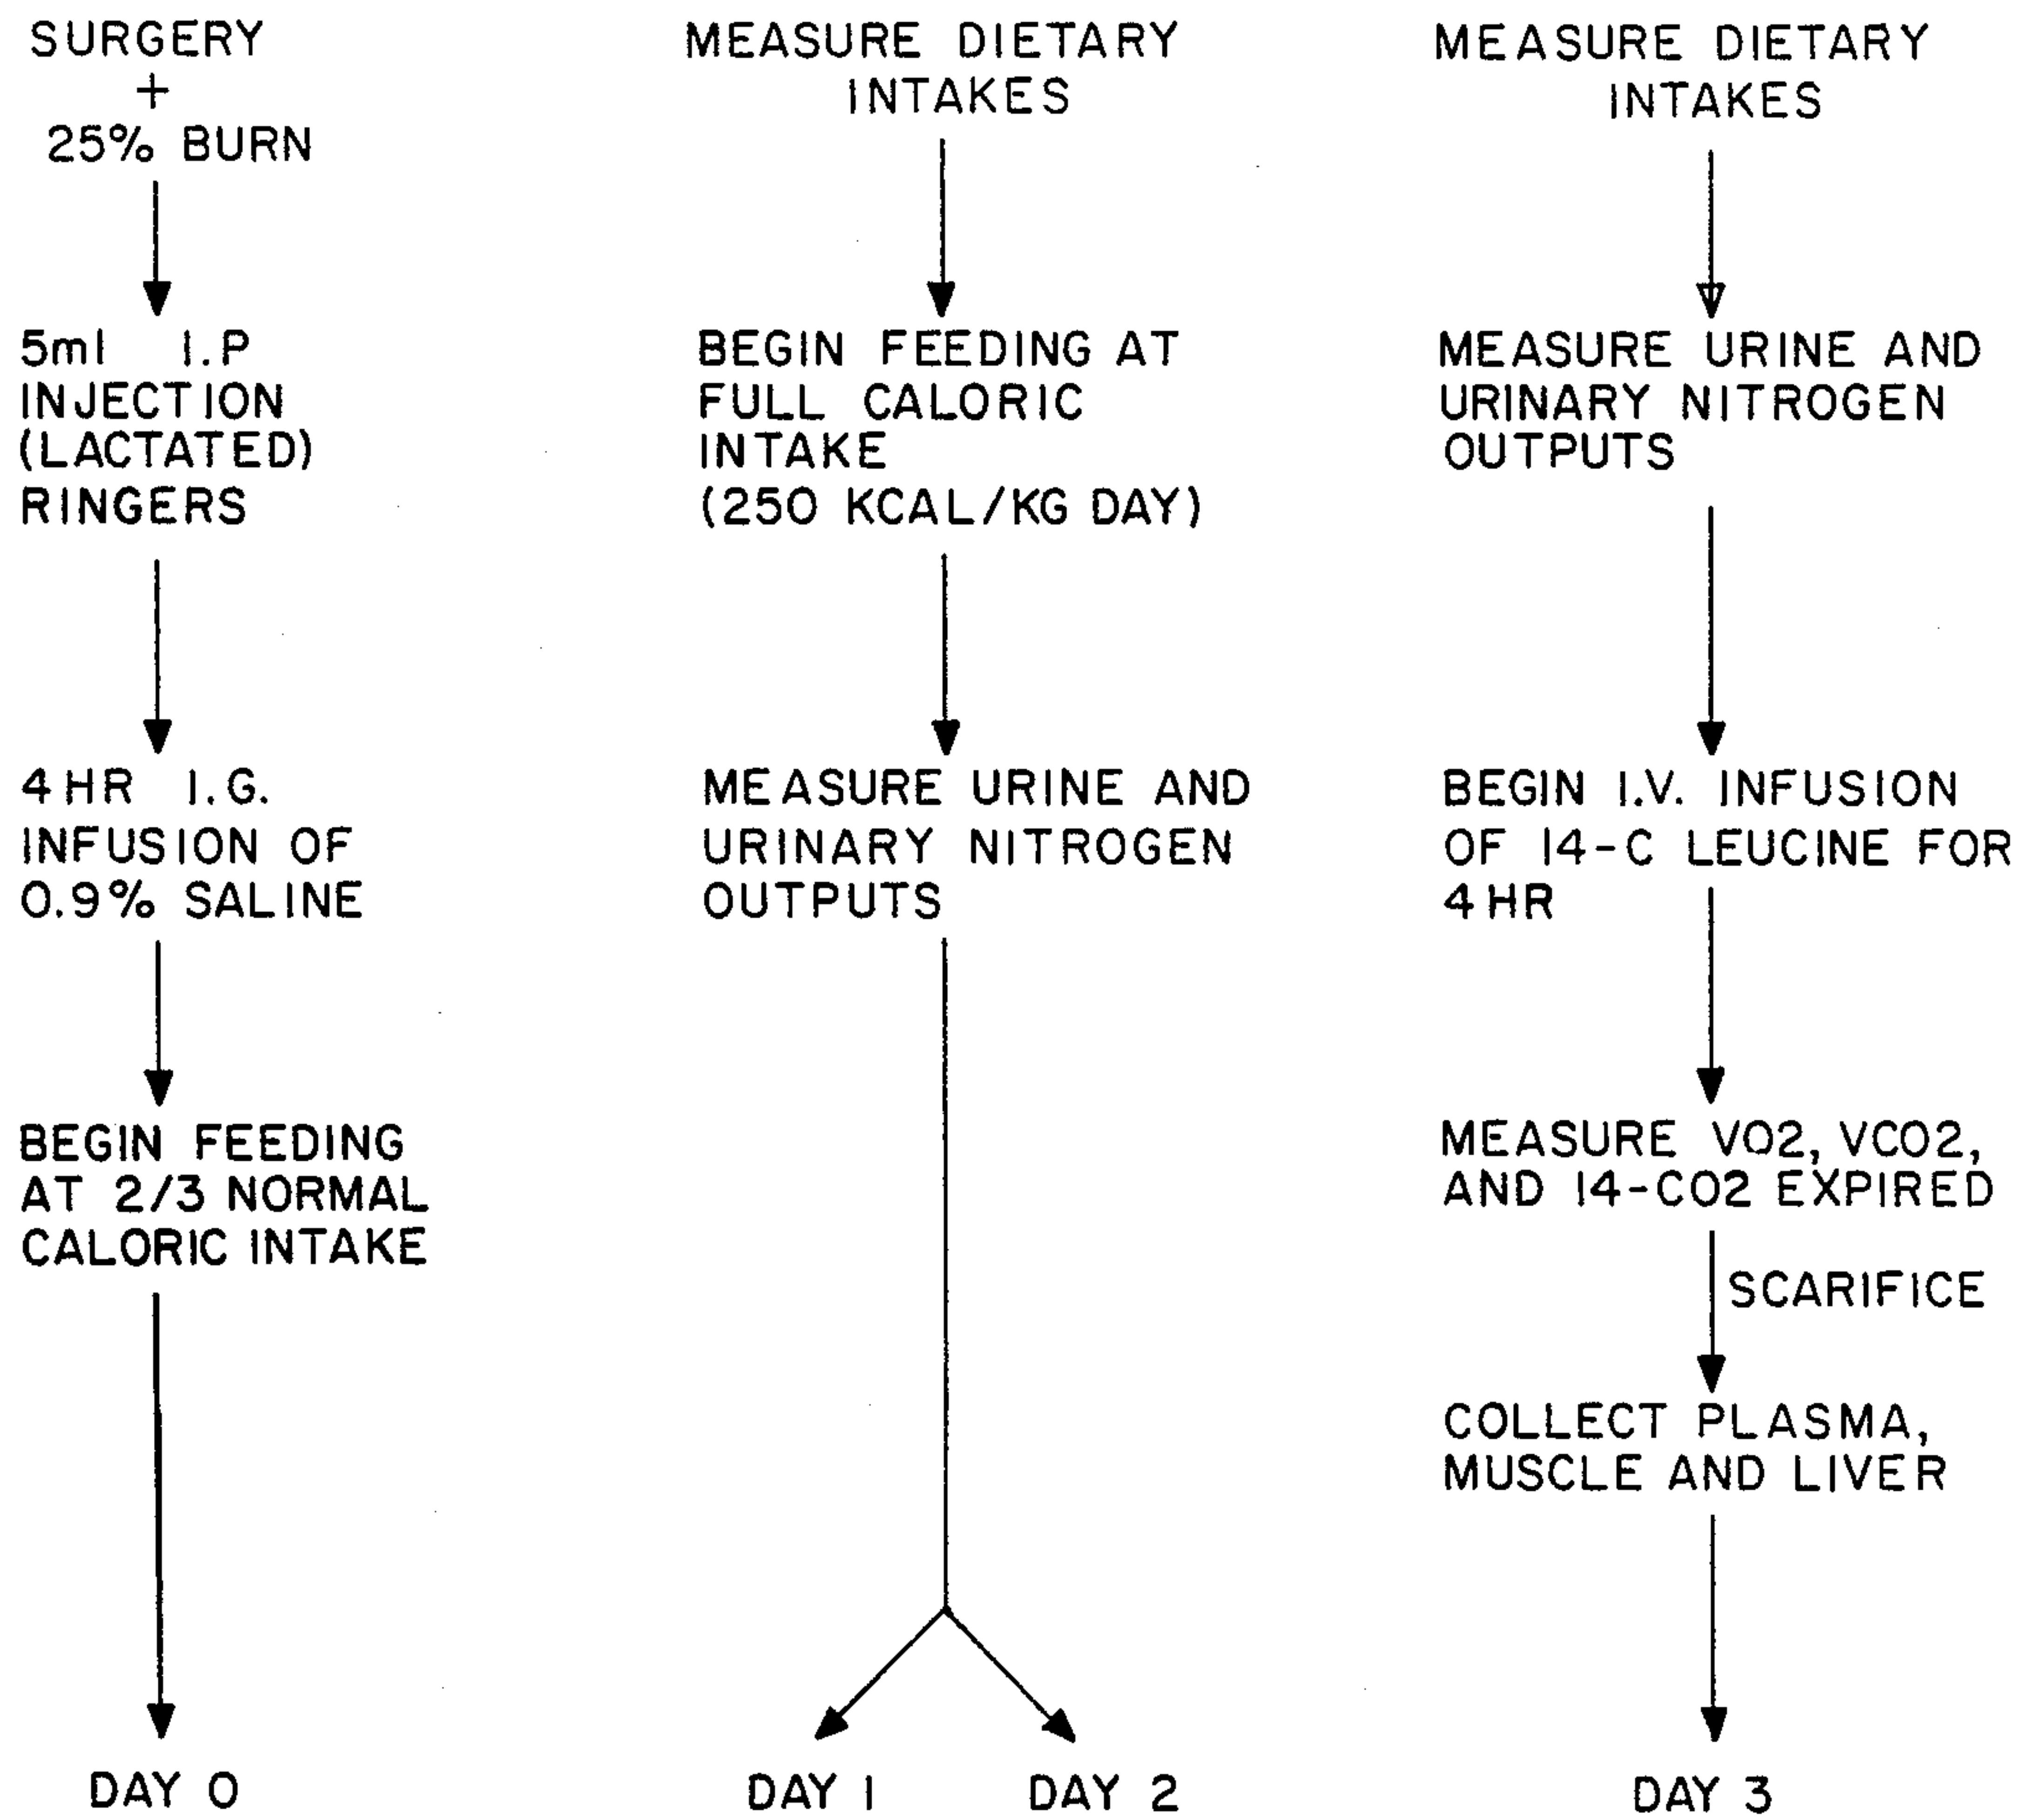 SURGERY
+
25% BURN
5ml I.P
INJECTION
(LACTATED)
RINGERS
4 HR I.G.
INFUSION OF
0.9% SALINE
BEGIN FEEDING
AT 2/3 NORMAL
CALORIC INTAKE
DAY 0
MEASURE DIETARY
INTAKES
BEGIN FEEDING AT
FULL CALORIC
INTAKE
(250 KCAL/KG DAY)
MEASURE URINE AND
URINARY NITROGEN
OUTPUTS
DAY 1 DAY 2
MEASURE DIETARY
INTAKES
MEASURE URINE AND
URINARY NITROGEN
OUTPUTS
BEGIN I.V. INFUSION
OF 14-C LEUCINE FOR
4 HR
MEASURE VO2, VCO2,
AND 14-CO2 EXPIRED
SCARIFICE
COLLECT PLASMA,
MUSCLE AND LIVER
DAY 3